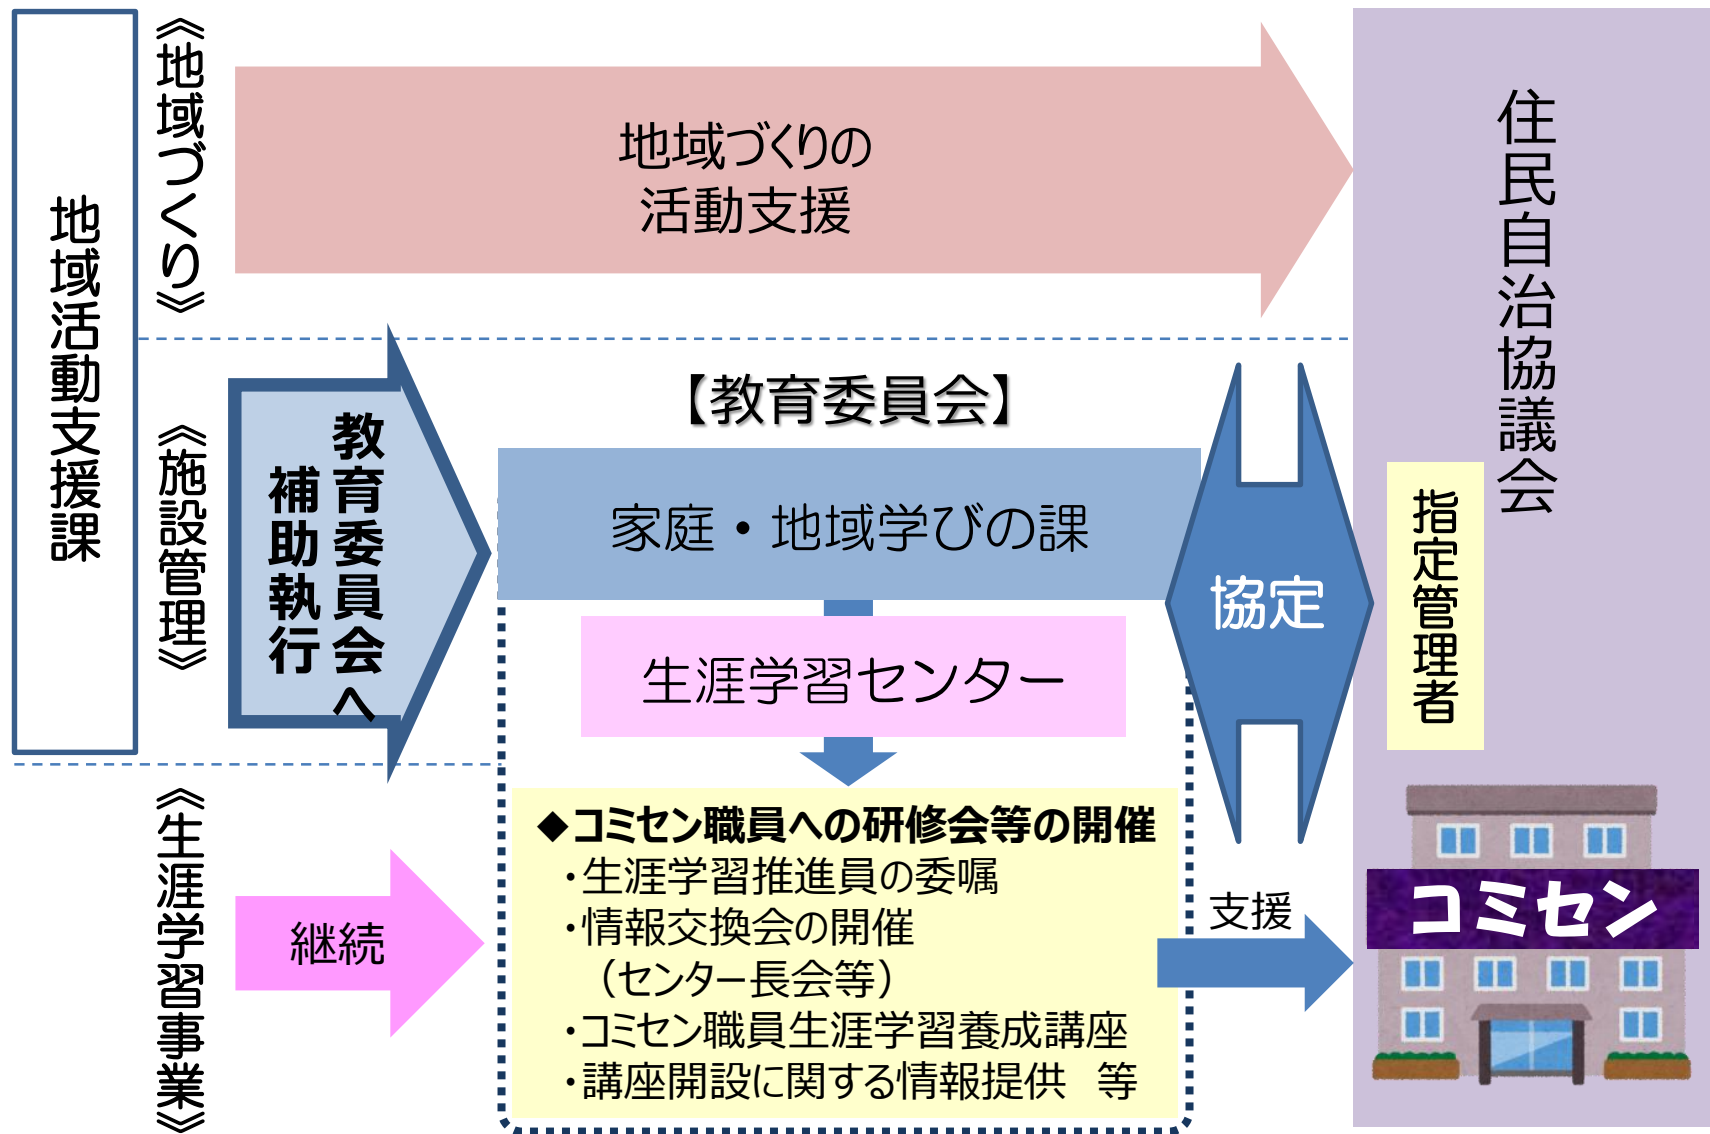 地域活動支援課
《地域づくり》
地域づくりの
活動支援
住民自治協議会
《施設管理》
教育委員会へ
補助執行
【教育委員会】
家庭・地域学びの課
生涯学習センター
協定
指定管理者
《生涯学習事業》
継続
◆コミセン職員への研修会等の開催
・生涯学習推進員の委嘱
・情報交換会の開催
（センター長会等）
・コミセン職員生涯学習養成講座
・講座開設に関する情報提供　等
支援
コミセン